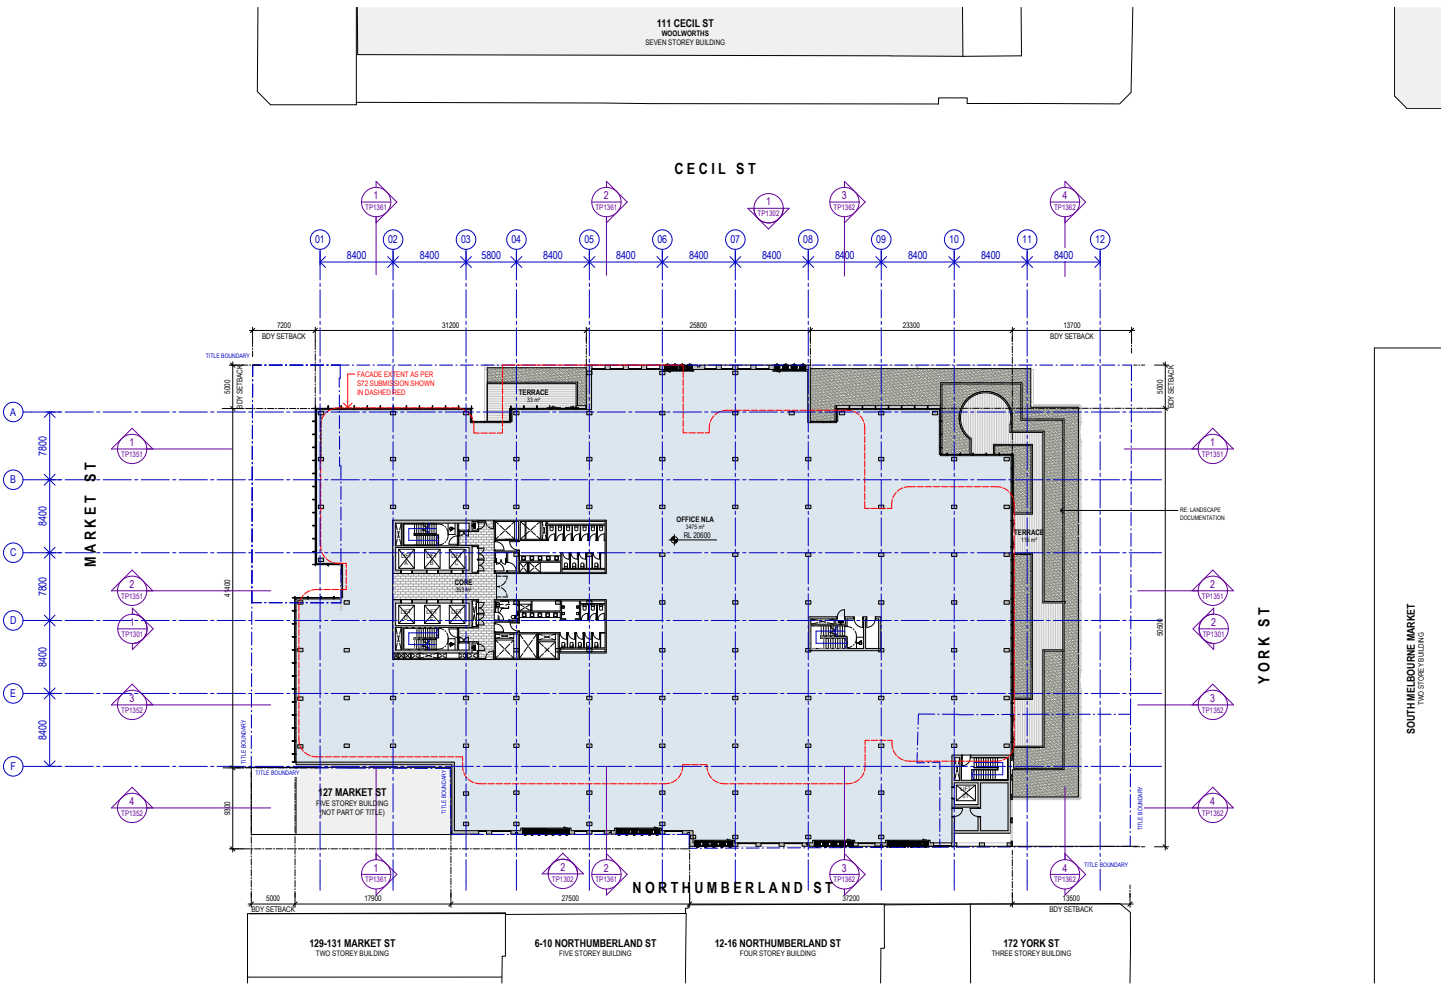 111 CECIL ST
WOOLWORTHS
SEVEN STOREY BUILDING
CECIL ST
1
TP1361
2
TP1361
1
TP1302
3
TP1362
4
TP1362
01
02
03
04
05
06
07
08
09
10
11
12
8400
8400
5800
8400
8400
8400
8400
8400
8400
8400
8400
7200
31200
25800
23300
13700
BDY SETBACK
BDY SETBACK
TITLE BOUNDARY
5000
BDY SETBACK
5000
BDY SETBACK
FACADE EXTENT AS PER
S72 SUBMISSION SHOWN
IN DASHED RED
TERRACE
33 m²
A
B
C
D
E
F
7800
8400
7800
8400
8400
MARKET ST
1
TP1351
2
TP1351
1
TP1301
3
TP1352
4
TP1352
41400
9300
OFFICE NLA
3475 m²
RL 20600
CORE
TERRACE
RE: LANDSCAPE
DOCUMENTATION
1
TP1351
2
TP1351
2
TP1301
3
TP1352
4
TP1352
50500
YORK ST
SOUTH MELBOURNE MARKET
TWO STOREY BUILDING
TITLE BOUNDARY
TITLE BOUNDARY
TITLE BOUNDARY
TITLE BOUNDARY
127 MARKET ST
FIVE STOREY BUILDING
(NOT PART OF TITLE)
TITLE BOUNDARY
1
TP1361
2
TP1302
2
TP1361
3
TP1362
4
TP1362
NORTHUMBERLAND ST
5000
17900
27500
37200
13500
BDY SETBACK
BDY SETBACK
129-131 MARKET ST
TWO STOREY BUILDING
6-10 NORTHUMBERLAND ST
FIVE STOREY BUILDING
12-16 NORTHUMBERLAND ST
FOUR STOREY BUILDING
172 YORK ST
THREE STOREY BUILDING